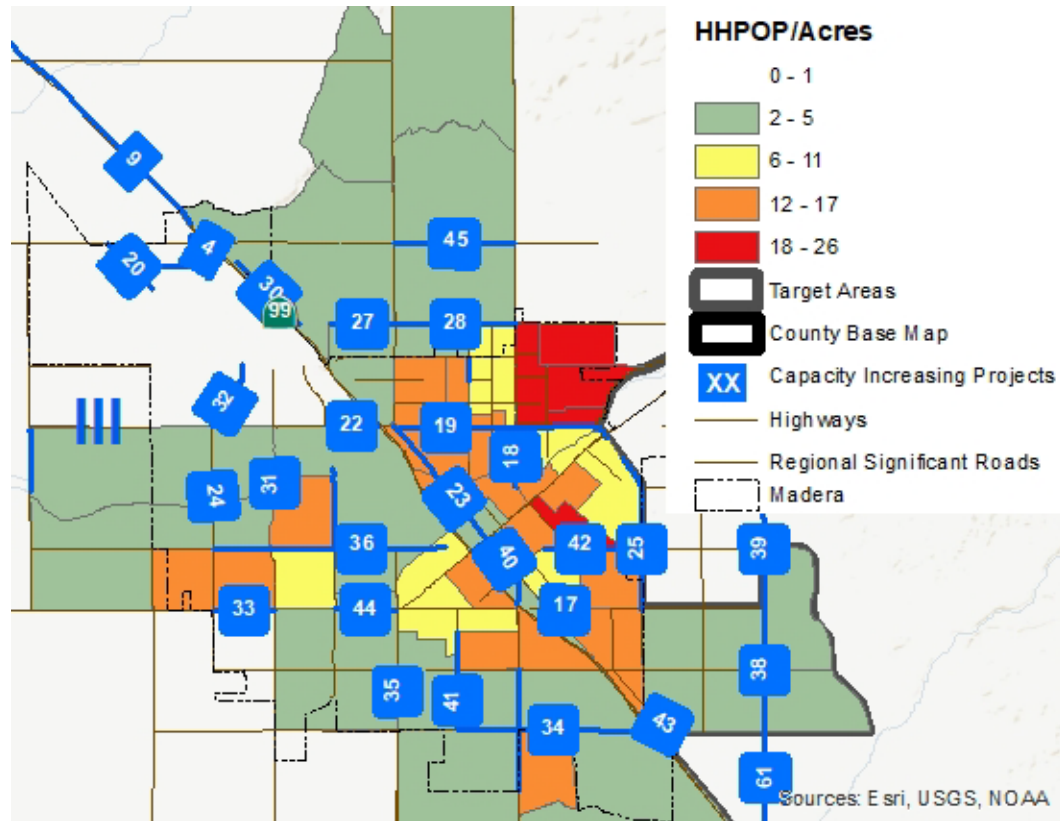 HHPOP/Acres
0 - 1
2 - 5
6 - 11
12 - 17
18 - 26
Target Areas
County Base Map
XX Capacity Increasing Projects
Highways
Regional Significant Roads
Madera
9
4
20
30
99
45
27
28
32
22
19
18
24
31
23
36
40
42
25
39
33
44
17
35
41
38
34
43
61
Sources: Esri, USGS, NOAA